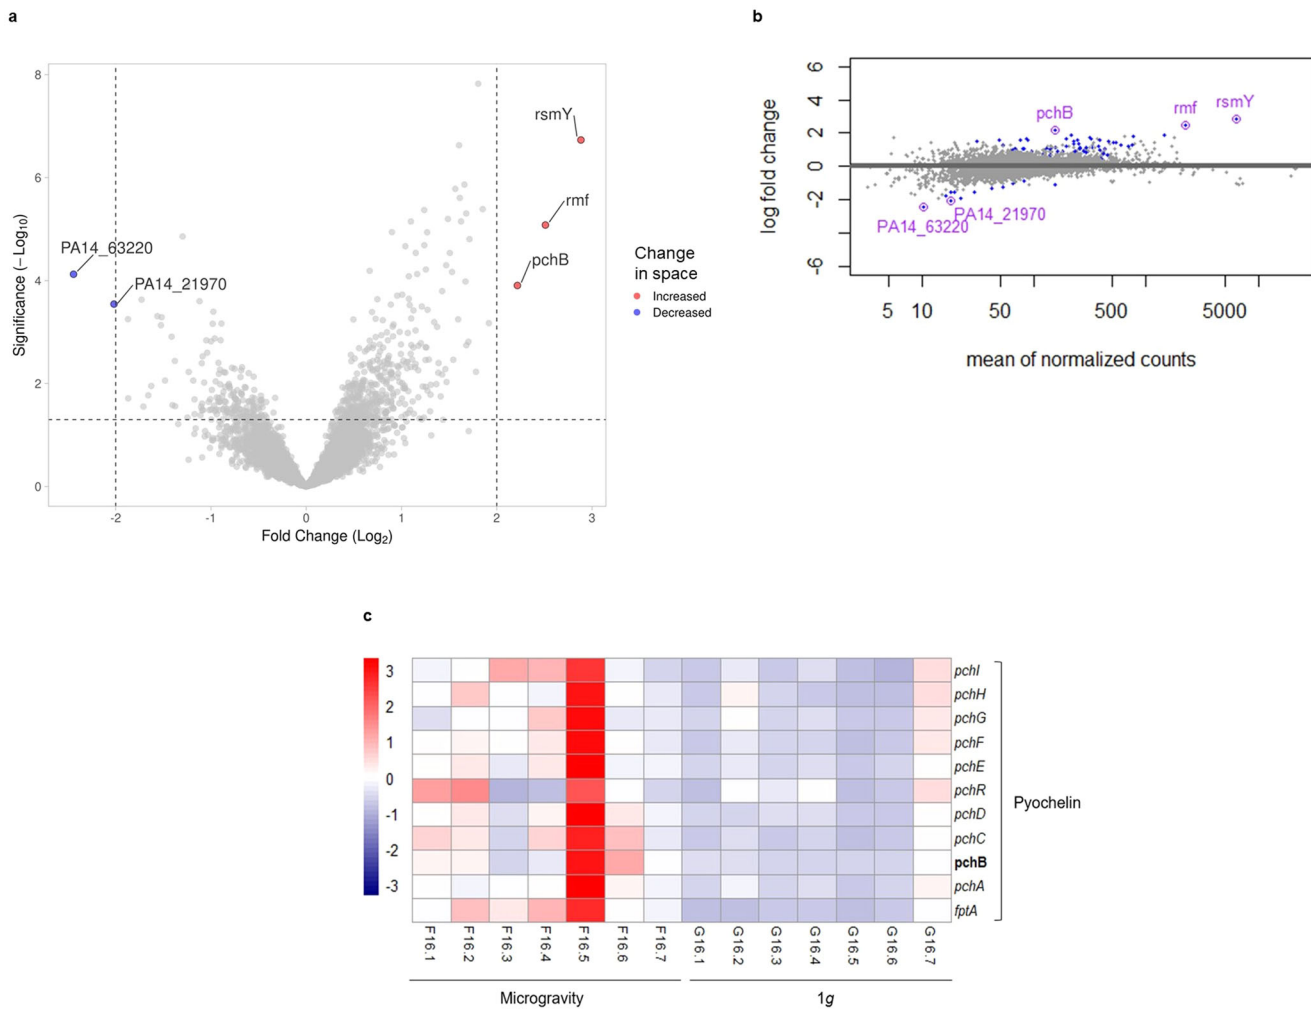 a
8
6
4
2
0
Significance (−Log10)
rsmY
rmf
pchB
PA14_63220
PA14_21970
-2
-1
0
1
2
3
Fold Change (Log2)
Change
in space
Increased
Decreased
b
6
4
2
0
-2
-6
log fold change
pchB
rmf
rsmY
PA14_63220
PA14_21970
5 10 50 500 5000
mean of normalized counts
c
3
2
1
0
-1
-2
-3
pchI
pchH
pchG
pchF
pchE
pchR
pchD
pchC
pchB
pchA
fptA
Pyochelin
F16.1
F16.2
F16.3
F16.4
F16.5
F16.6
F16.7
G16.1
G16.2
G16.3
G16.4
G16.5
G16.6
G16.7
Microgravity
1g